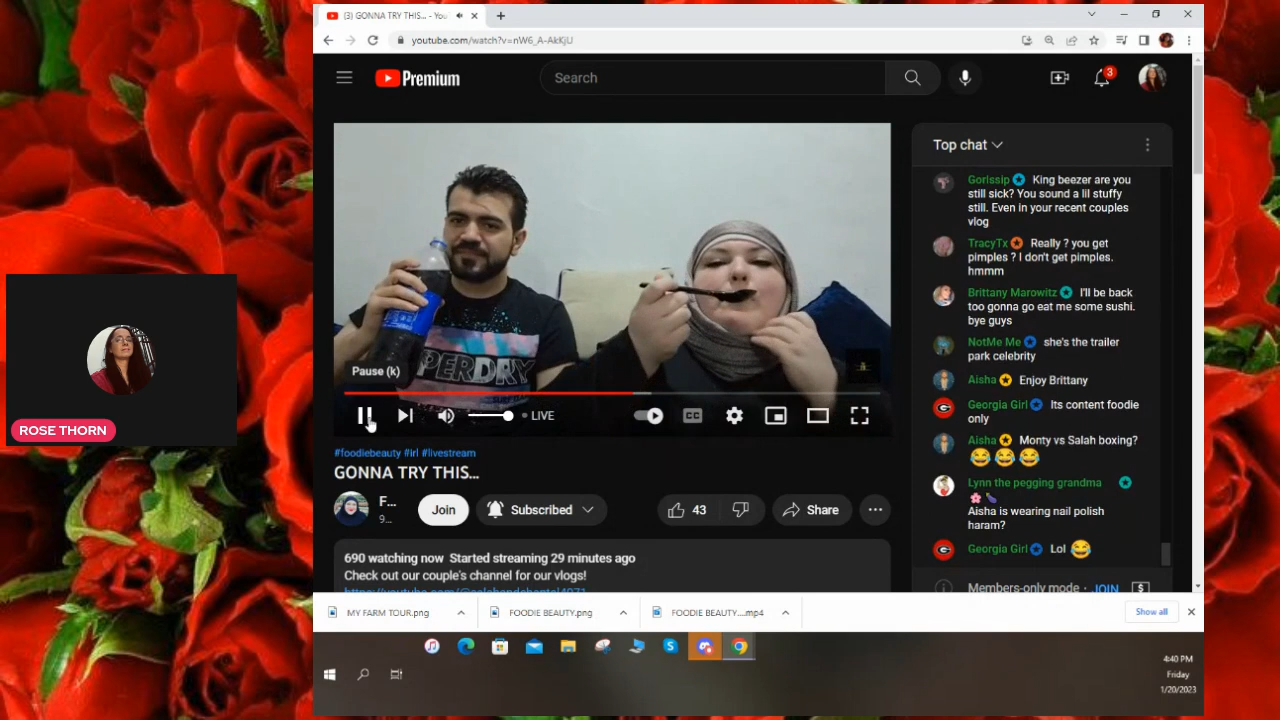 (3) GONNA TRY THIS... - You
youtube.com/watch?v=nW6_A-AkKjU
Premium
Search
3
Top chat
Gorlssip King beezer are you
still sick? You sound a lil stuffy
still. Even in your recent couples
vlog
TracyTx Really ? you get
pimples ? I don't get pimples.
hmmm
Brittany Marowitz I'll be back
too gonna go eat me some sushi.
bye guys
NotMe Me she's the trailer
park celebrity
Aisha Enjoy Brittany
Georgia Girl Its content foodie
only
Aisha Monty vs Salah boxing?
😂😂😂
Lynn the pegging grandma
🌸🍆
Aisha is wearing nail polish
haram?
Georgia Girl Lol 😂
Members-only mode · JOIN
PERDRY
Pause (k)
LIVE
CC
ROSE THORN
#foodiebeauty #irl #livestream
GONNA TRY THIS...
F...
9...
Join
Subscribed
43
Share
690 watching now Started streaming 29 minutes ago
Check out our couple's channel for our vlogs!
MY FARM TOUR.png
FOODIE BEAUTY.png
FOODIE BEAUTY....mp4
Show all
4:40 PM
Friday
1/20/2023